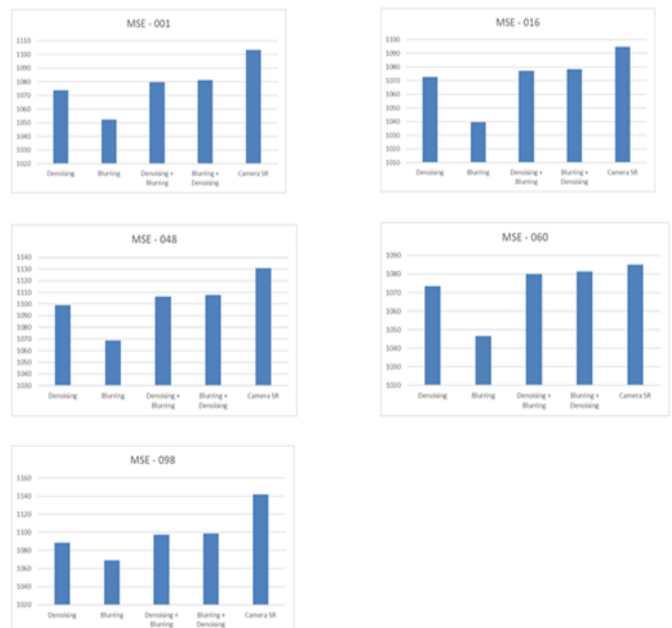 MSE - 001
1110
1100
1090
1080
1070
1060
1050
1040
1030
1020
Denoising
Blurring
Denoising +
Blurring
Blurring +
Denoising
Camera SR
MSE - 016
1100
1090
1080
1070
1060
1050
1040
1030
1020
1010
Denoising
Blurring
Denoising +
Blurring
Blurring +
Denoising
Camera SR
MSE - 048
1140
1130
1120
1110
1100
1090
1080
1070
1060
1050
1040
1030
Denoising
Blurring
Denoising +
Blurring
Blurring +
Denoising
Camera SR
MSE - 060
1090
1080
1070
1060
1050
1040
1030
1020
Denoising
Blurring
Denoising +
Blurring
Blurring +
Denoising
Camera SR
MSE - 098
1160
1140
1120
1100
1080
1060
1040
1020
Denoising
Blurring
Denoising +
Blurring
Blurring +
Denoising
Camera SR